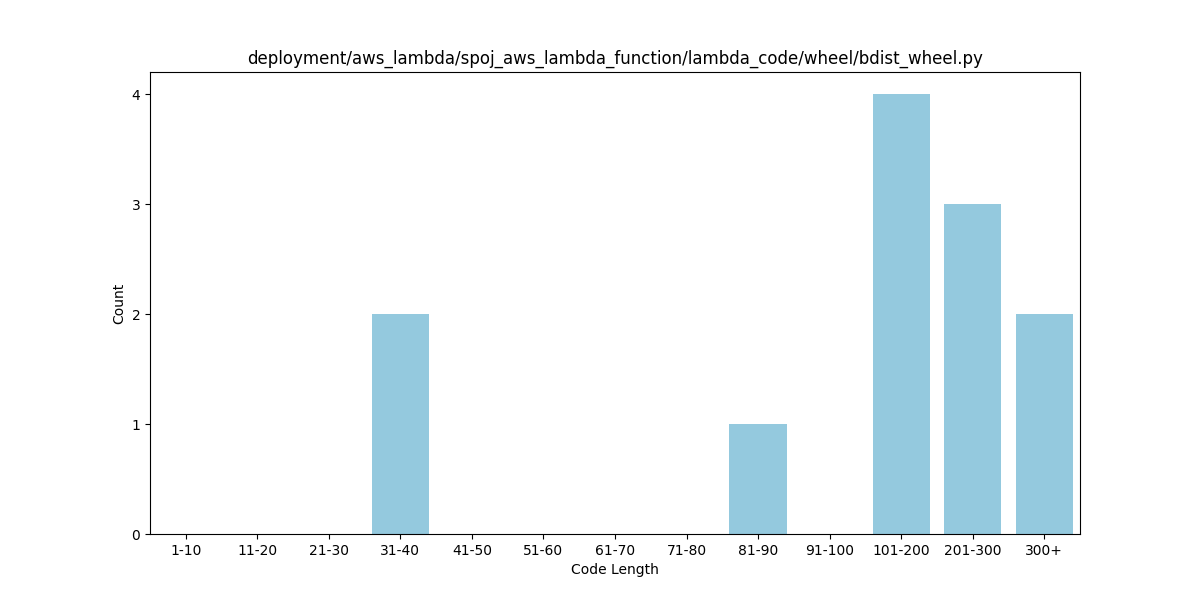 deployment/aws_lambda/spoj_aws_lambda_function/lambda_code/wheel/bdist_wheel.py
4
3
2
1
0
Count
1-10 11-20 21-30 31-40 41-50 51-60 61-70 71-80 81-90 91-100 101-200 201-300 300+
Code Length